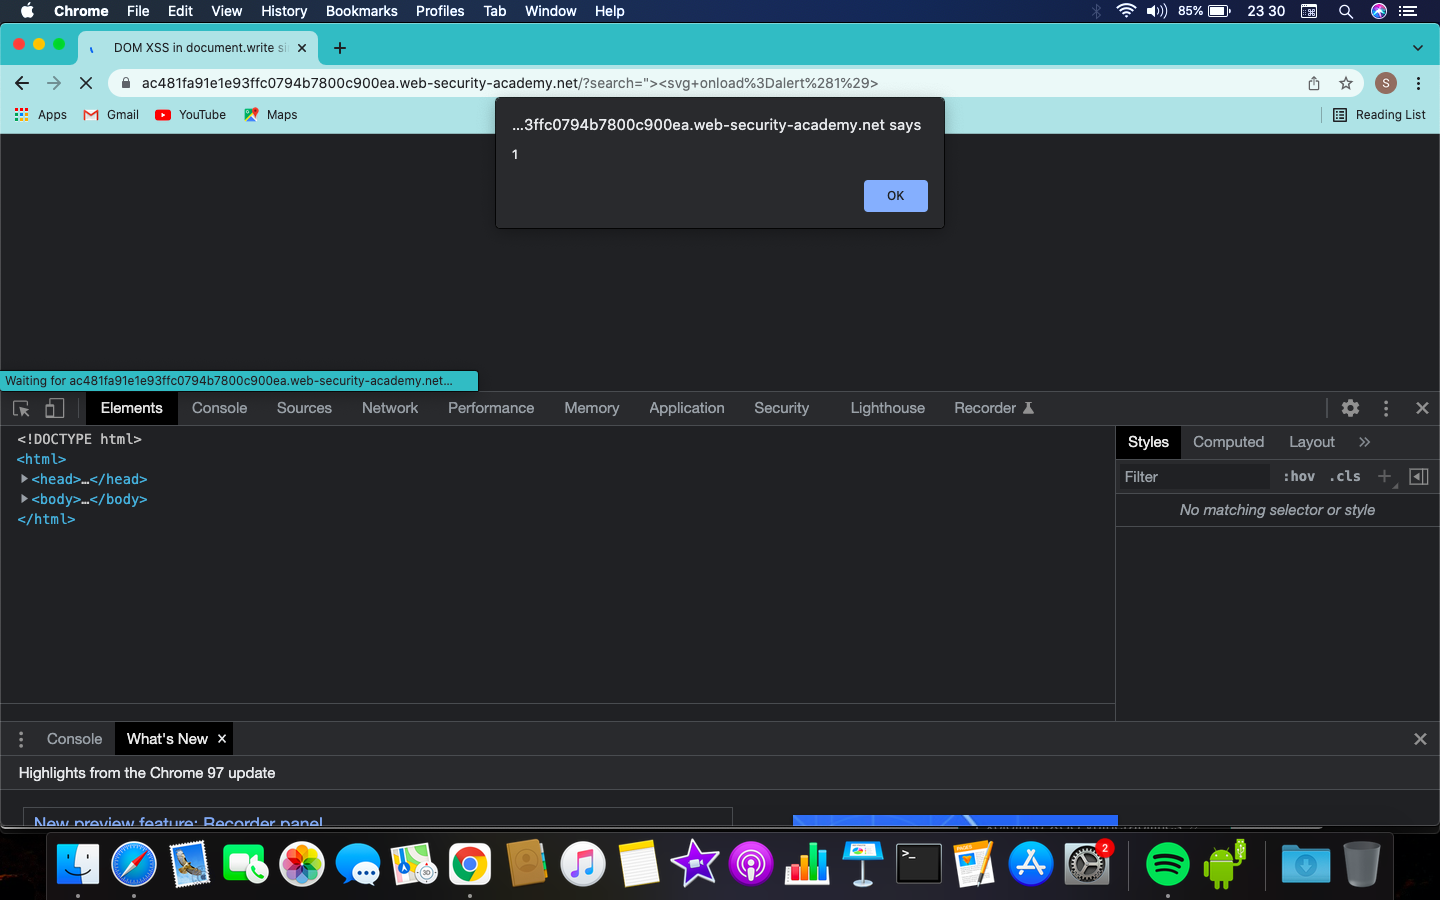 Chrome File Edit View History Bookmarks Profiles Tab Window Help 85% 23 30
DOM XSS in document.write si
ac481fa91e1e93ffc0794b7800c900ea.web-security-academy.net/?search="><svg+onload%3Dalert%281%29> S
Apps Gmail YouTube Maps Reading List
...3ffc0794b7800c900ea.web-security-academy.net says
1
OK
Waiting for ac481fa91e1e93ffc0794b7800c900ea.web-security-academy.net...
Elements Console Sources Network Performance Memory Application Security Lighthouse Recorder
<!DOCTYPE html>
<html>
<head>…</head>
<body>…</body>
</html>
Styles Computed Layout »
Filter :hov .cls +
No matching selector or style
Console What's New ×
Highlights from the Chrome 97 update
New preview feature: Recorder panel
PAGES
3D
>_
2